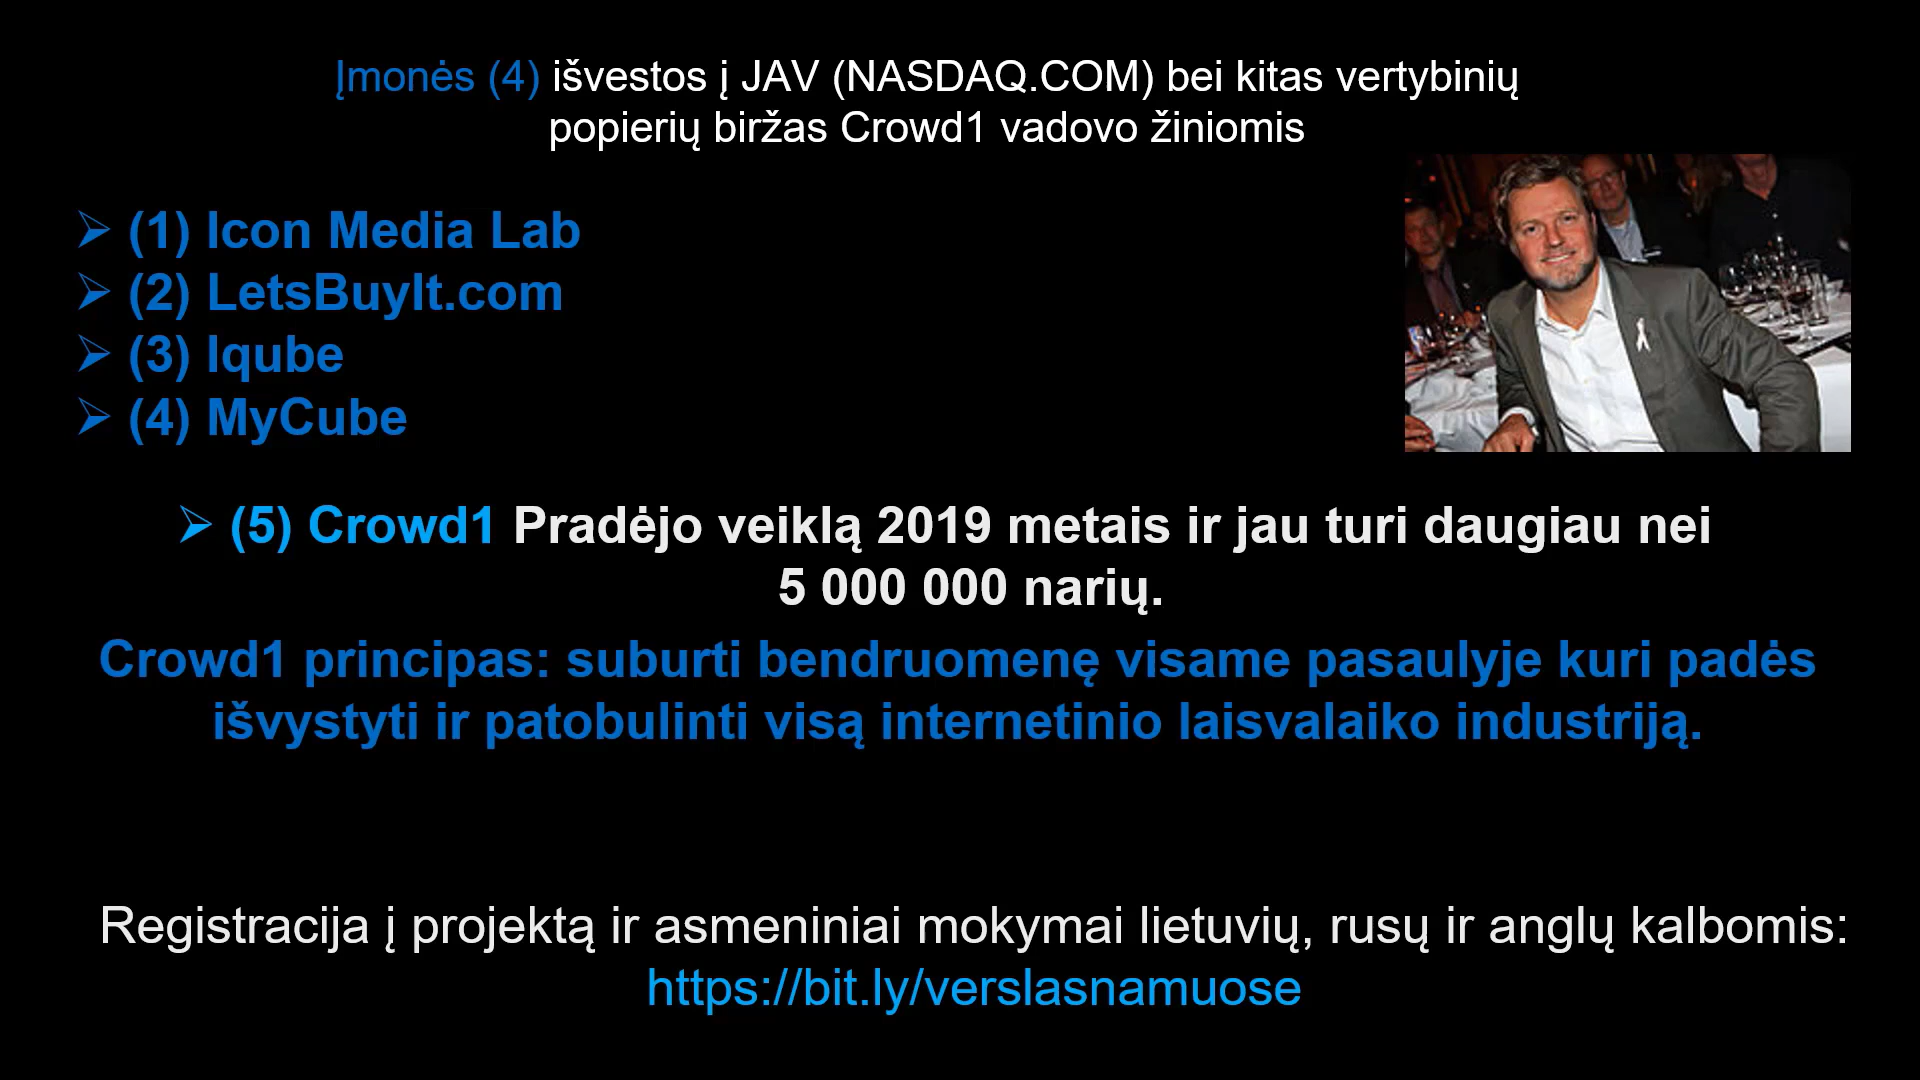 Įmonės (4) išvestos į JAV (NASDAQ.COM) bei kitas vertybinių
popierių biržas Crowd1 vadovo žiniomis
➢ (1) Icon Media Lab
➢ (2) LetsBuyIt.com
➢ (3) Iqube
➢ (4) MyCube
➢ (5) Crowd1 Pradėjo veiklą 2019 metais ir jau turi daugiau nei
5 000 000 narių.
Crowd1 principas: suburti bendruomenę visame pasaulyje kuri padės
išvystyti ir patobulinti visą internetinio laisvalaiko industriją.
Registracija į projektą ir asmeniniai mokymai lietuvių, rusų ir anglų kalbomis:
https://bit.ly/verslasnamuose